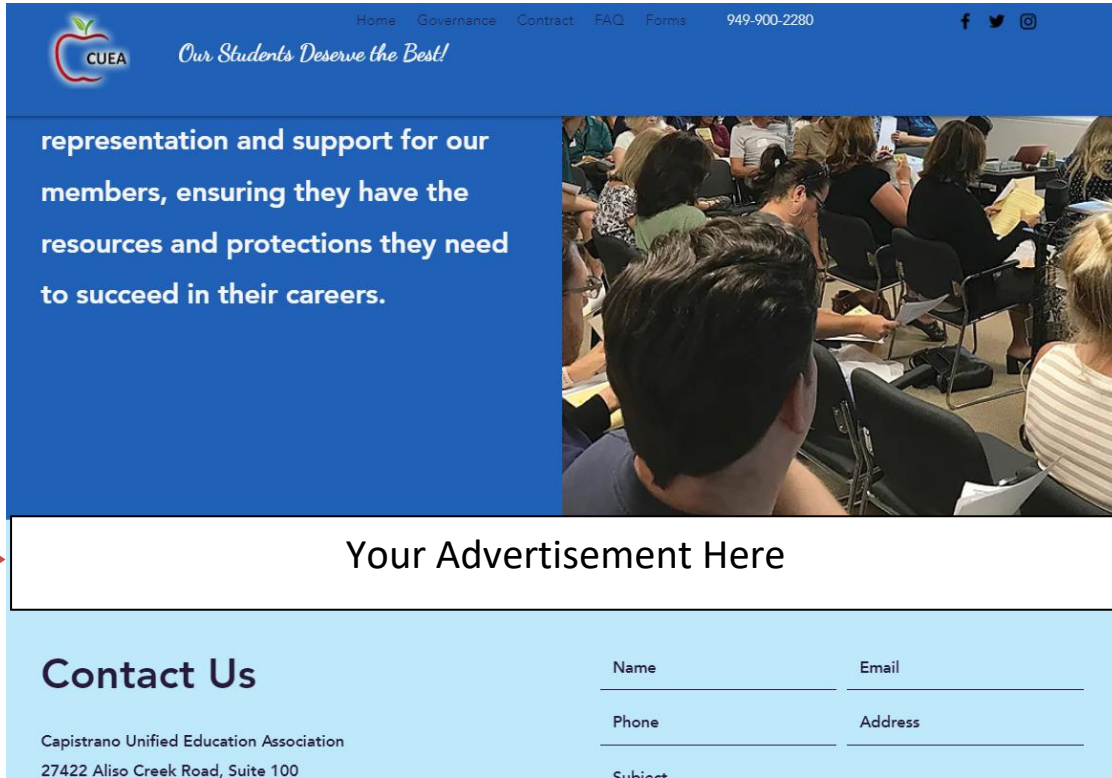 Home Governance Contract FAQ Forms 949-900-2280
CUEA
Our Students Deserve the Best!
representation and support for our
members, ensuring they have the
resources and protections they need
to succeed in their careers.
Your Advertisement Here
Contact Us
Name Email
Phone Address
Capistrano Unified Education Association
27422 Aliso Creek Road, Suite 100
Subject